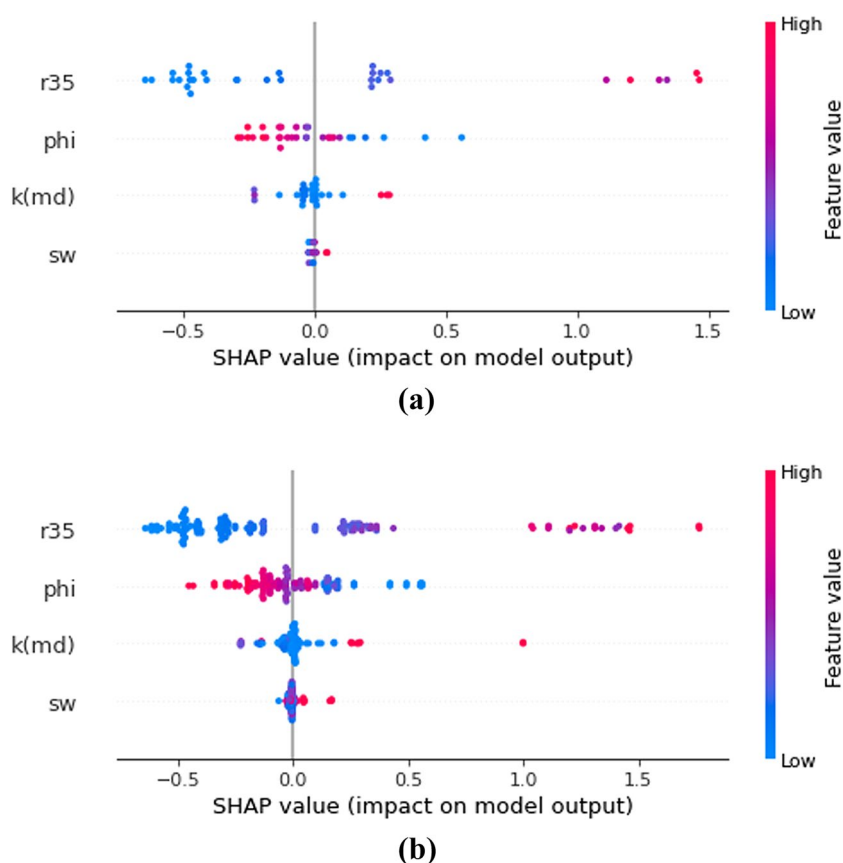 High
r35
phi
k(md)
sw
Feature value
Low
−0.5 0.0 0.5 1.0 1.5
SHAP value (impact on model output)
(a)
High
r35
phi
k(md)
sw
Feature value
Low
−0.5 0.0 0.5 1.0 1.5
SHAP value (impact on model output)
(b)